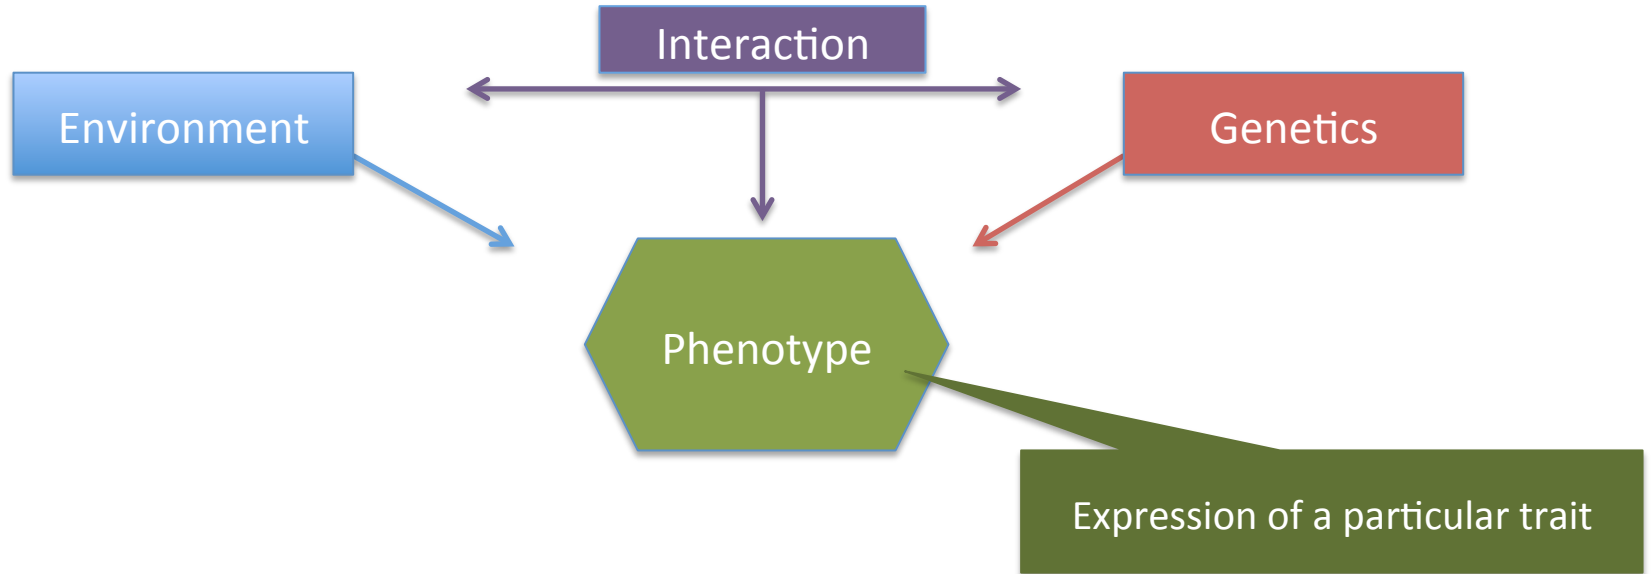 Interaction
Environment
Genetics
Phenotype
Expression of a particular trait